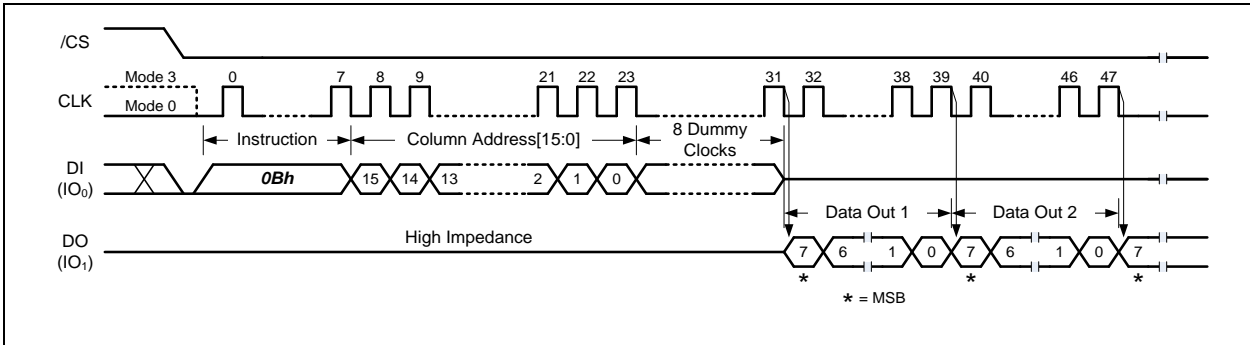 /CS
Mode 3 0 7 8 9 21 22 23 31 32 38 39 40 46 47
CLK
Mode 0
Instruction Column Address[15:0] 8 Dummy
Clocks
DI
(IO0)
0Bh 15 14 13 2 1 0
Data Out 1 Data Out 2
DO
(IO1)
High Impedance
7 6 1 0 7 6 1 0 7
* * *
* = MSB